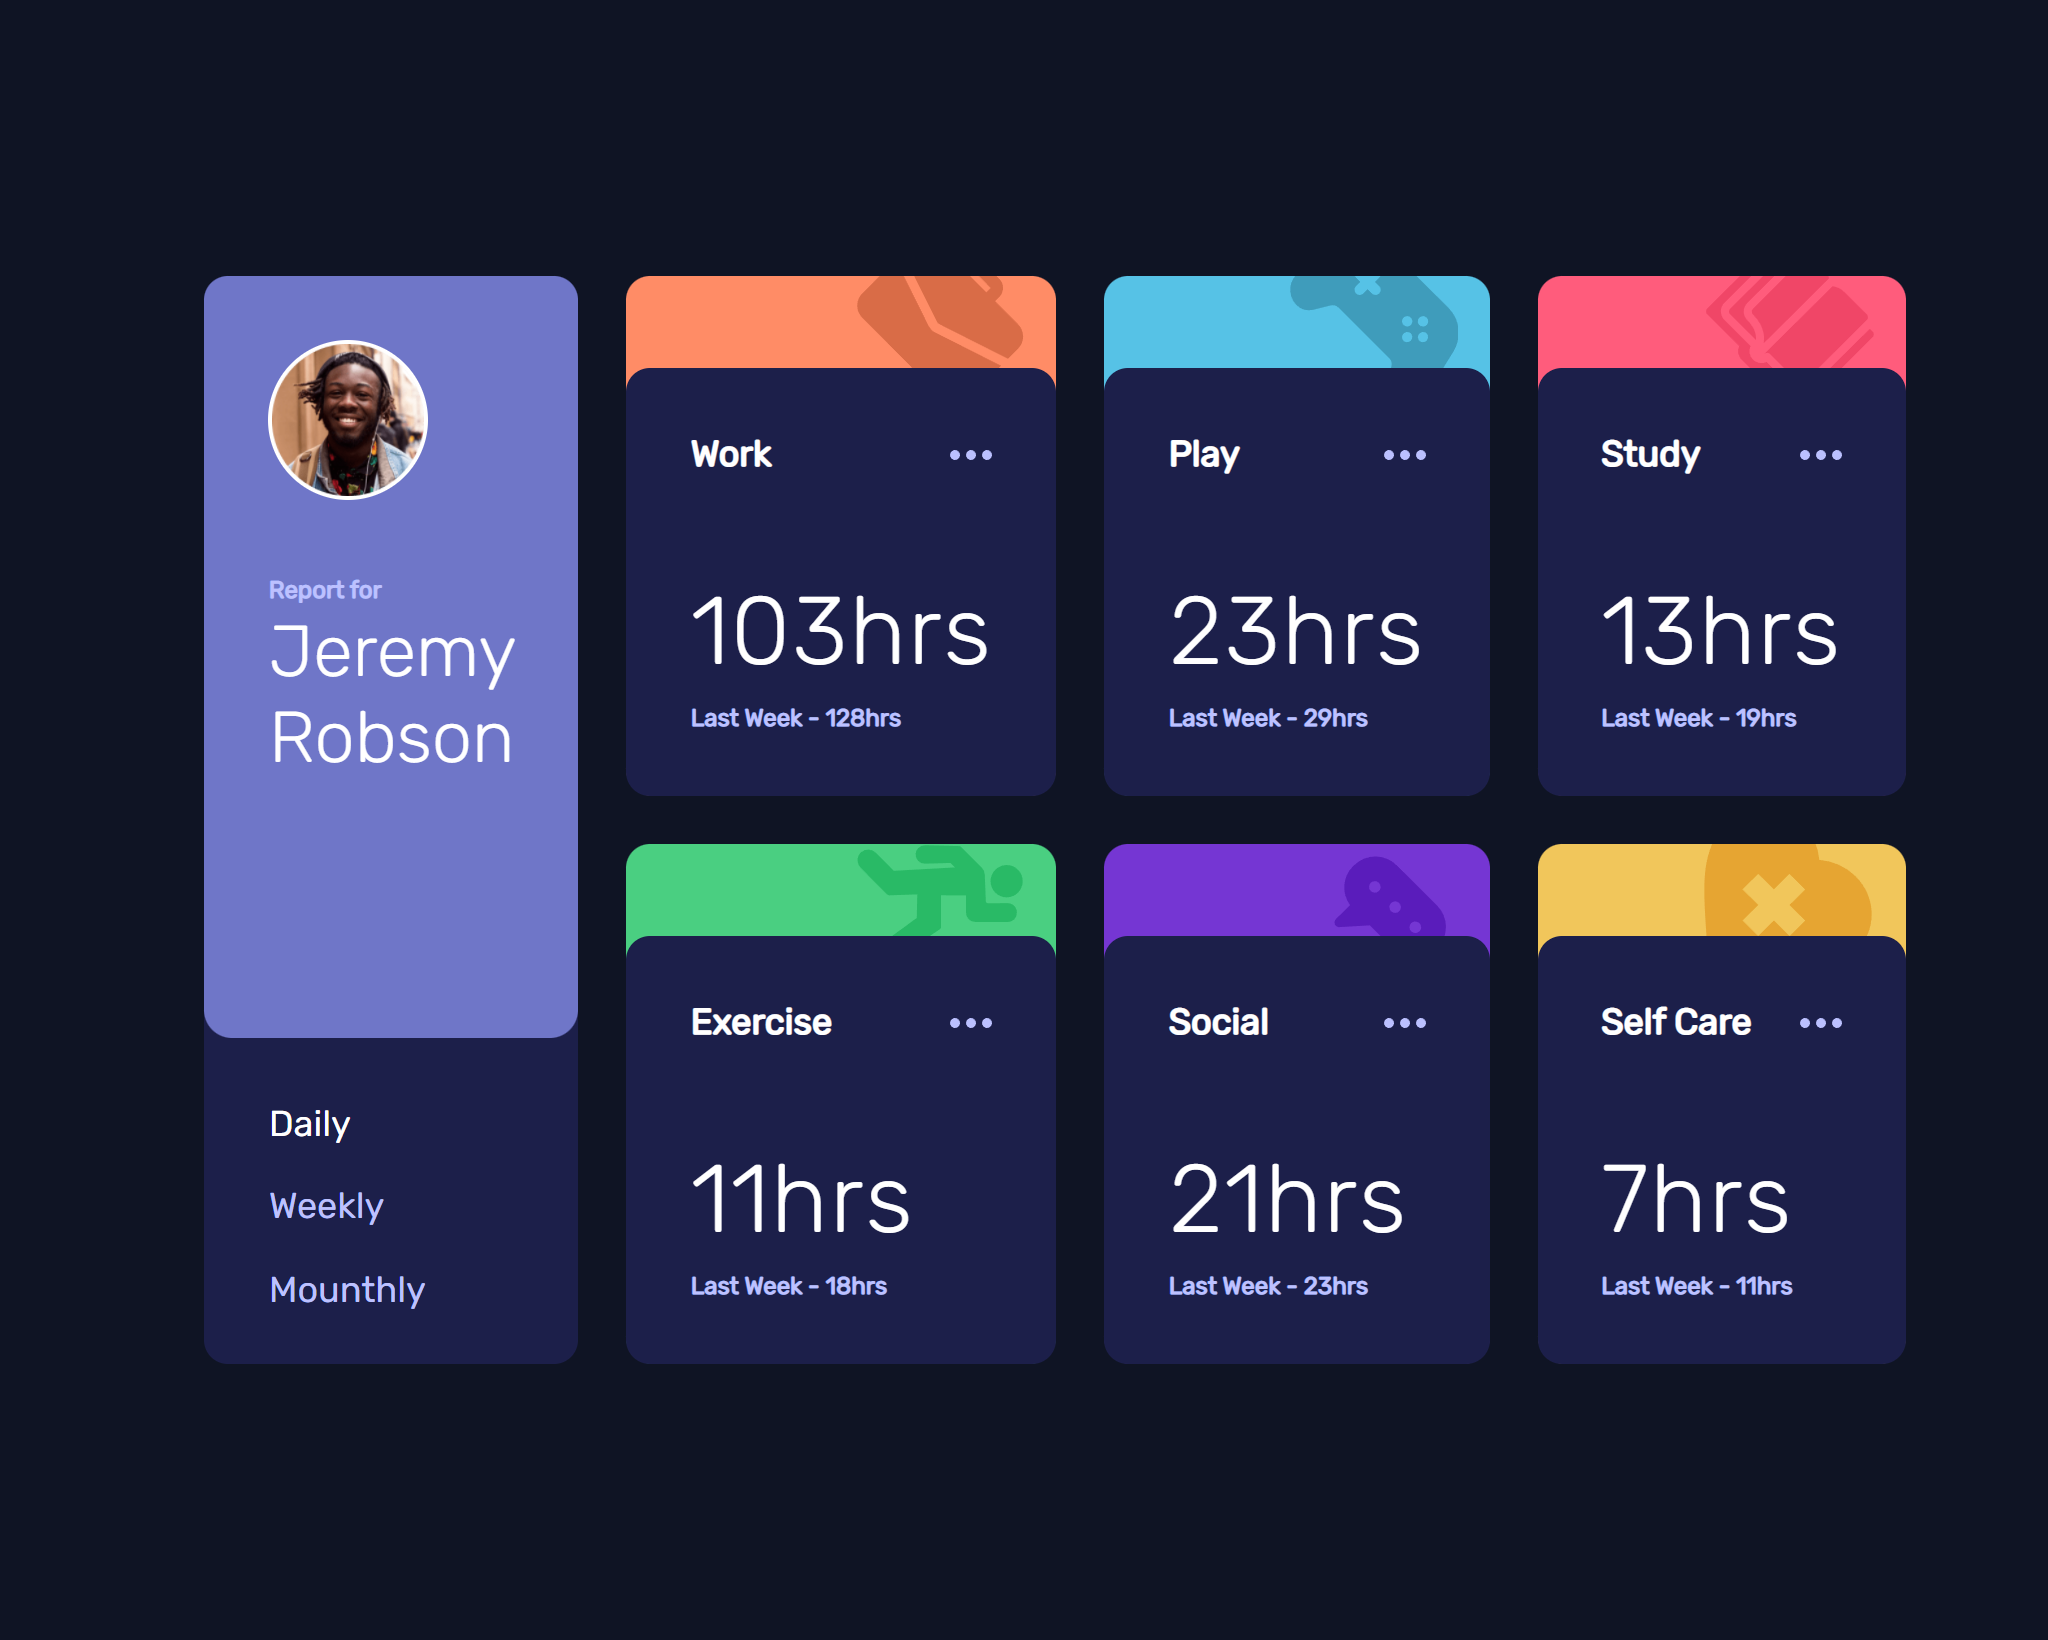 Report for
Jeremy
Robson
Daily
Weekly
Mounthly
Work
103hrs
Last Week - 128hrs
Play
23hrs
Last Week - 29hrs
Study
13hrs
Last Week - 19hrs
Exercise
11hrs
Last Week - 18hrs
Social
21hrs
Last Week - 23hrs
Self Care
7hrs
Last Week - 11hrs